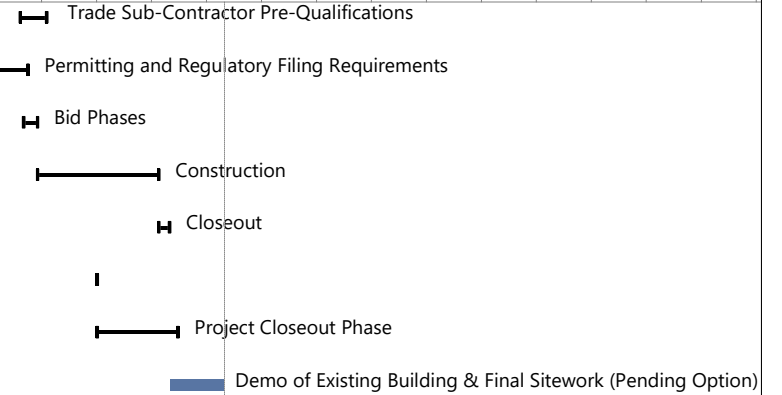 Trade Sub-Contractor Pre-Qualifications
Permitting and Regulatory Filing Requirements
Bid Phases
Construction
Closeout
Project Closeout Phase
Demo of Existing Building & Final Sitework (Pending Option)